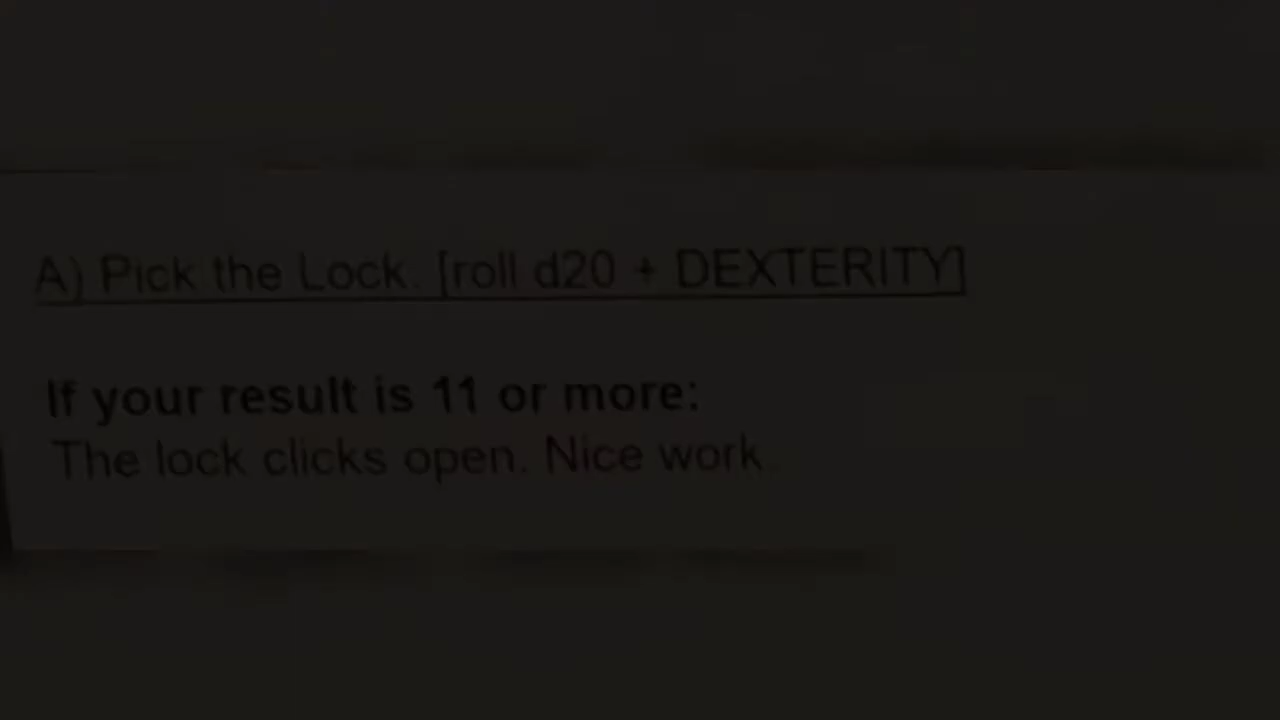 A) Pick the Lock. [roll d20 + DEXTERITY]
If your result is 11 or more:
The lock clicks open. Nice work.